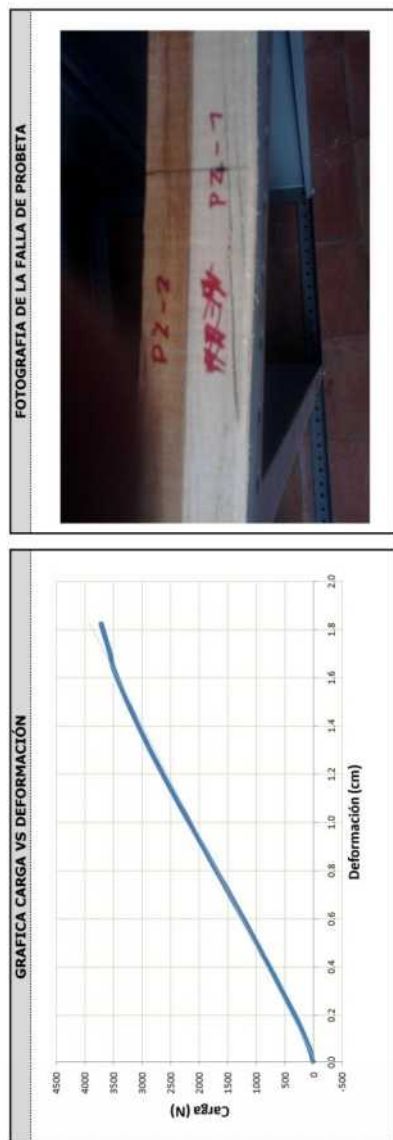 GRAFICA CARGA VS DEFORMACIÓN
4500
4000
3500
3000
2500
2000
1500
1000
500
0
-500
Carga (N)
0.0 0.2 0.4 0.6 0.8 1.0 1.2 1.4 1.6 1.8 2.0
Deformación (cm)
FOTOGRAFIA DE LA FALLA DE PROBETA
PZ-2
PZ-1